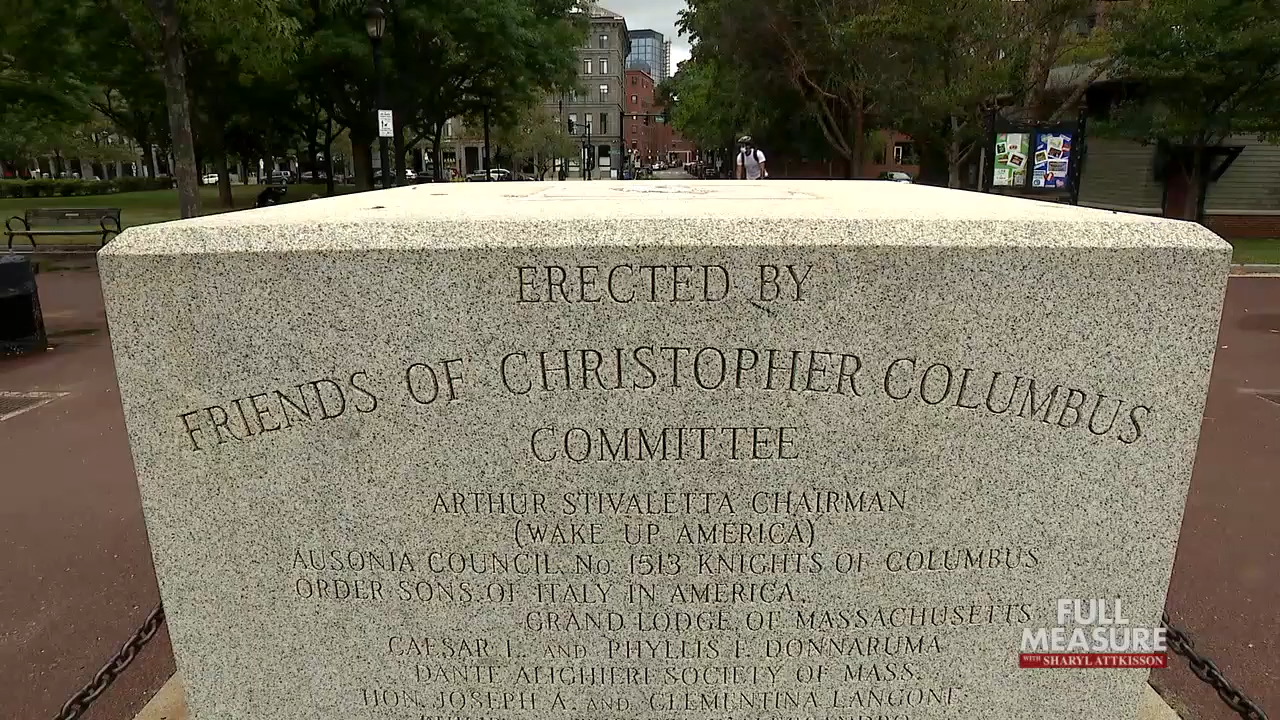 ERECTED BY
FRIENDS OF CHRISTOPHER COLUMBUS
COMMITTEE
ARTHUR STIVALETTA CHAIRMAN
(WAKE UP AMERICA)
AUSONIA COUNCIL No. 1513 KNIGHTS OF COLUMBUS
ORDER SONS OF ITALY IN AMERICA.
GRAND LODGE OF MASSACHUSETTS
CAESAR L. AND PHYLLIS F. DONNARUMA
DANTE ALIGHIERI SOCIETY OF MASS.
HON. JOSEPH A. AND CLEMENTINA LANGONE
FULL
MEASURE
WITH SHARYL ATTKISSON